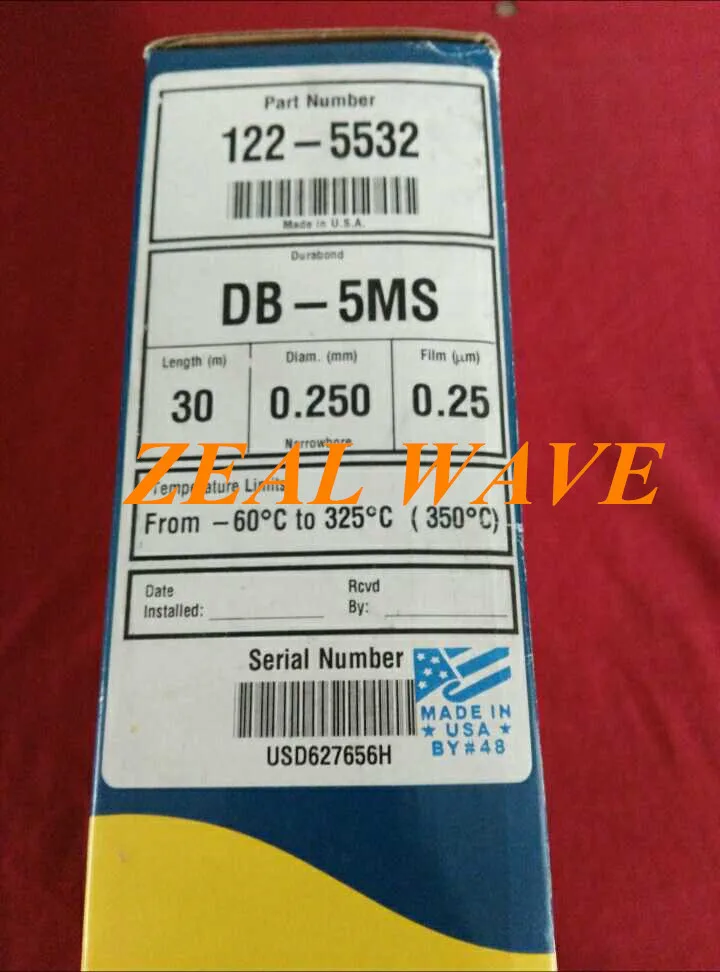 Part Number
122-5532
Made in U.S.A.
Durabond
DB-5MS
Length (m) Diam. (mm) Film (μm)
30 0.250 0.25
Narrowbore
ZEAL WAVE
Temperature Limits
From -60°C to 325°C (350°C)
Date Installed: Rcvd By:
Serial Number
USD627656H
MADE IN
★ USA ★
BY #48